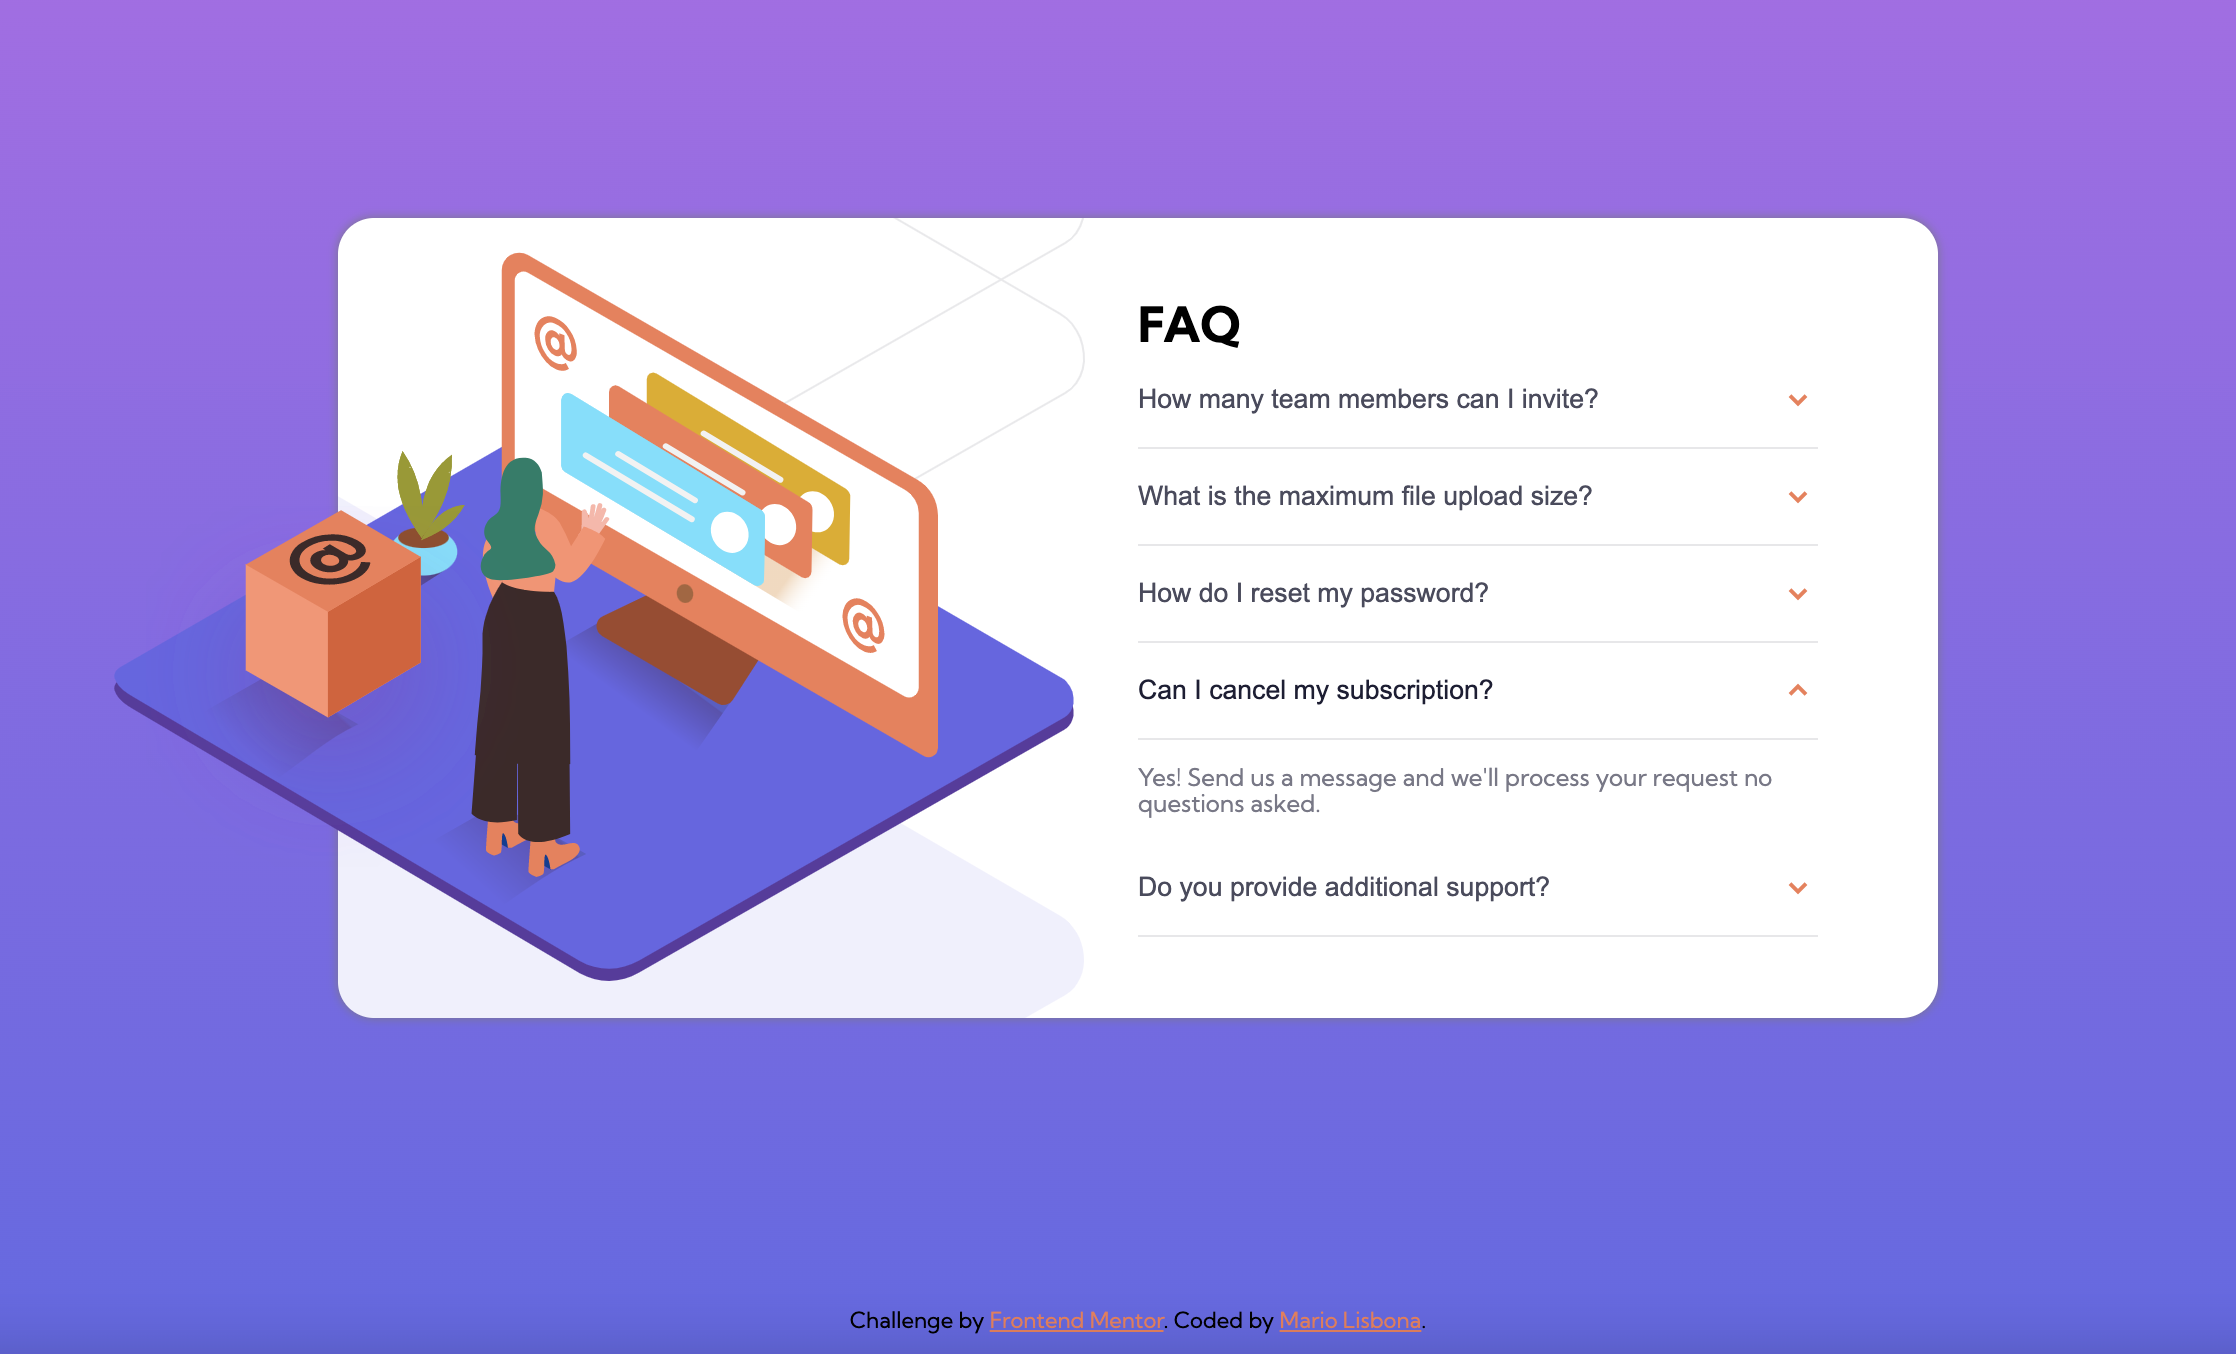 @
@
@
FAQ
How many team members can I invite?
What is the maximum file upload size?
How do I reset my password?
Can I cancel my subscription?
Yes! Send us a message and we'll process your request no
questions asked.
Do you provide additional support?
Challenge by Frontend Mentor. Coded by Mario Lisbona.